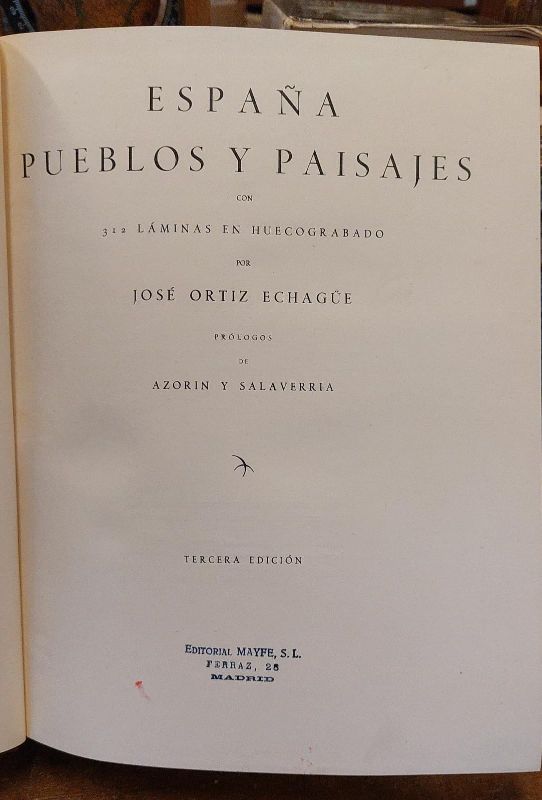 ESPAÑA
PUEBLOS Y PAISAJES
CON
312 LÁMINAS EN HUECOGRABADO
POR
JOSÉ ORTIZ ECHAGÜE
PRÓLOGOS
DE
AZORIN Y SALAVERRIA
TERCERA EDICIÓN
EDITORIAL MAYFE, S. L.
FERRAZ, 28
MADRID